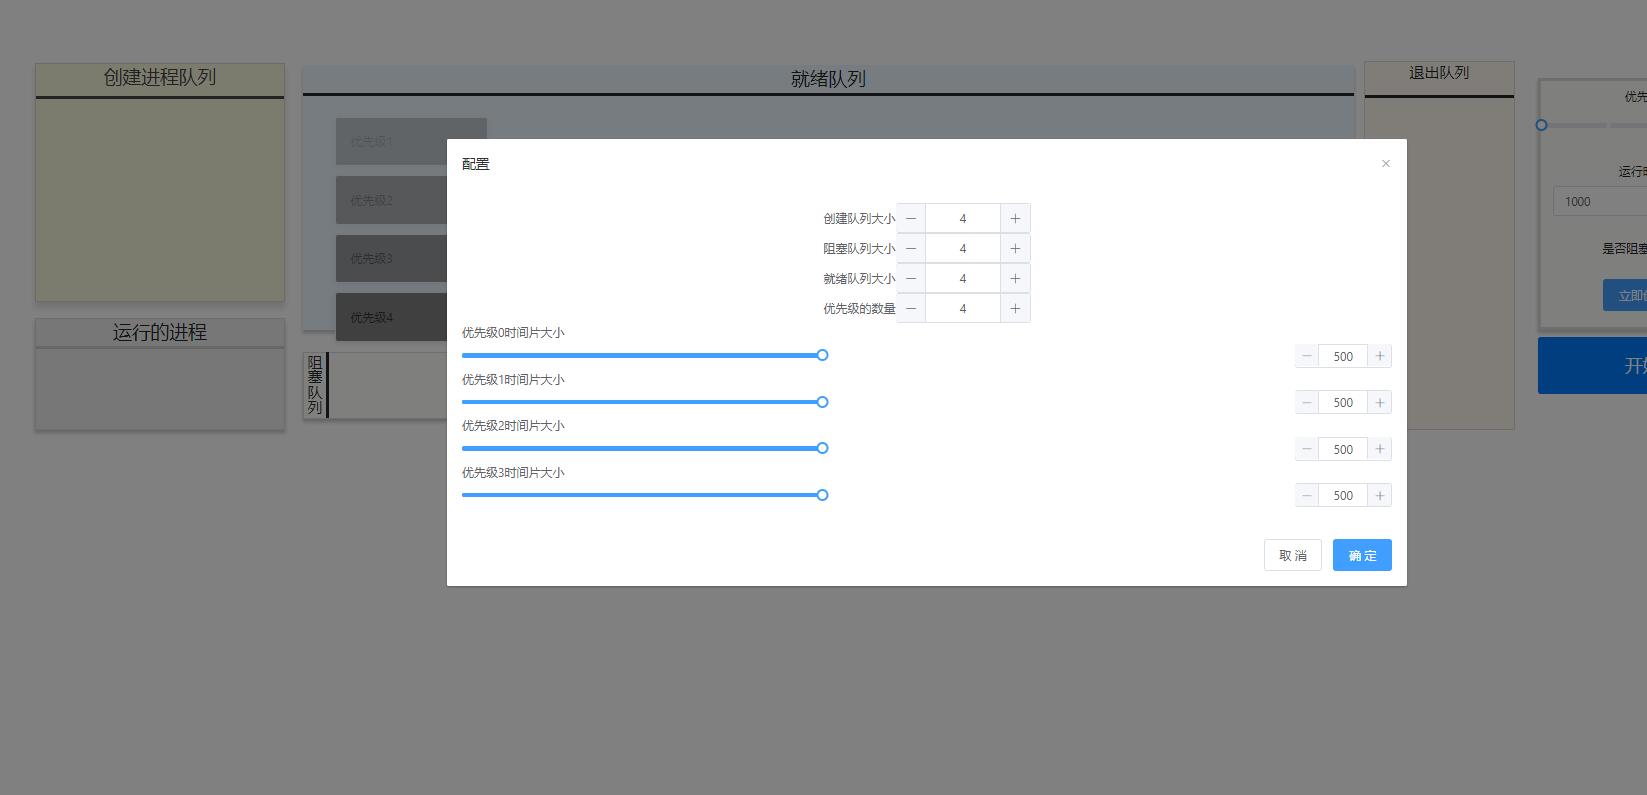 创建进程队列
就绪队列
退出队列
优先级1
优先级2
优先级3
优先级4
运行的进程
阻塞队列
配置
×
创建队列大小 4
阻塞队列大小 4
就绪队列大小 4
优先级的数量 4
优先级0时间片大小
500
优先级1时间片大小
500
优先级2时间片大小
500
优先级3时间片大小
500
取 消 确 定
优先
运行时
1000
是否阻塞
立即创
开始